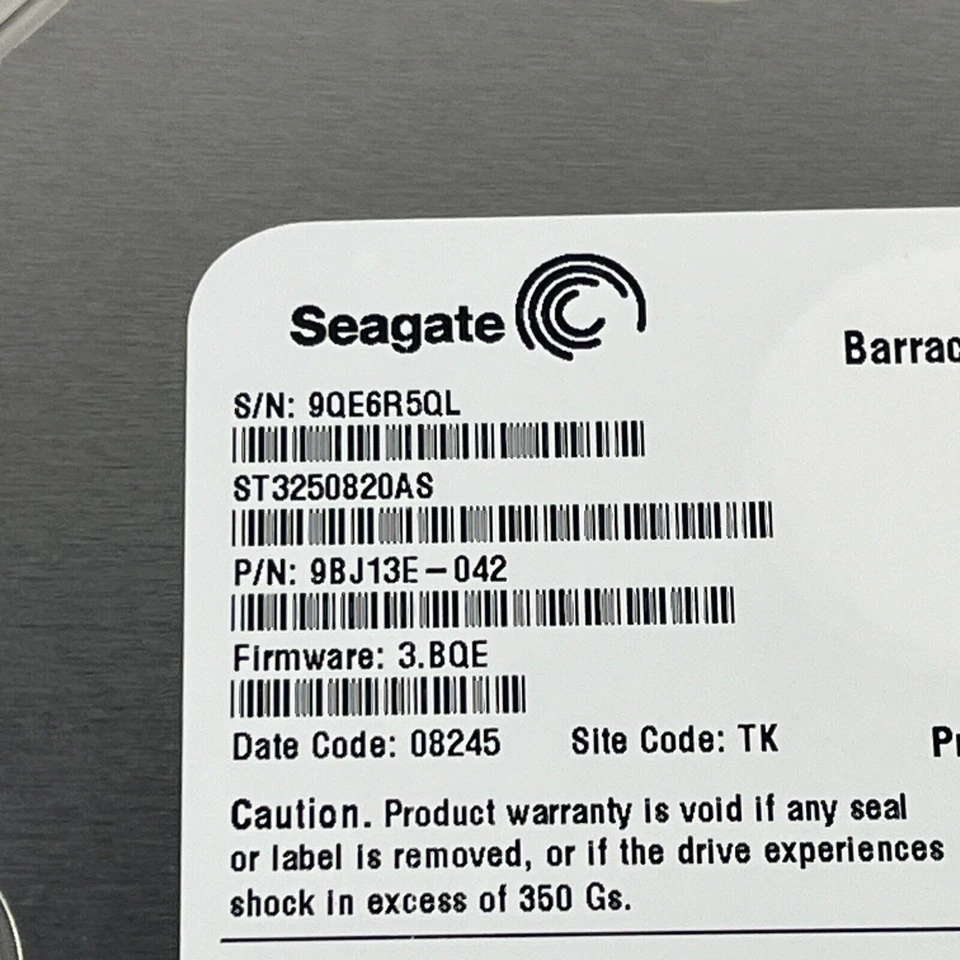 Seagate
Barrac
S/N: 9QE6R5QL
ST3250820AS
P/N: 9BJ13E-042
Firmware: 3.BQE
Date Code: 08245 Site Code: TK Pr
Caution. Product warranty is void if any seal
or label is removed, or if the drive experiences
shock in excess of 350 Gs.